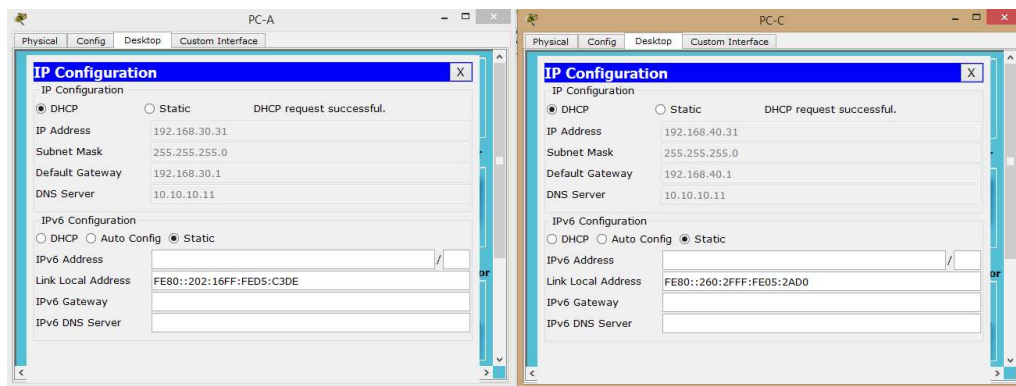 PC-A
Physical Config Desktop Custom Interface
IP Configuration X
IP Configuration
DHCP Static DHCP request successful.
IP Address 192.168.30.31
Subnet Mask 255.255.255.0
Default Gateway 192.168.30.1
DNS Server 10.10.10.11
IPv6 Configuration
DHCP Auto Config Static
IPv6 Address /
Link Local Address FE80::202:16FF:FED5:C3DE
IPv6 Gateway
IPv6 DNS Server
or
PC-C
Physical Config Desktop Custom Interface
IP Configuration X
IP Configuration
DHCP Static DHCP request successful.
IP Address 192.168.40.31
Subnet Mask 255.255.255.0
Default Gateway 192.168.40.1
DNS Server 10.10.10.11
IPv6 Configuration
DHCP Auto Config Static
IPv6 Address /
Link Local Address FE80::260:2FFF:FE05:2AD0
IPv6 Gateway
IPv6 DNS Server
or